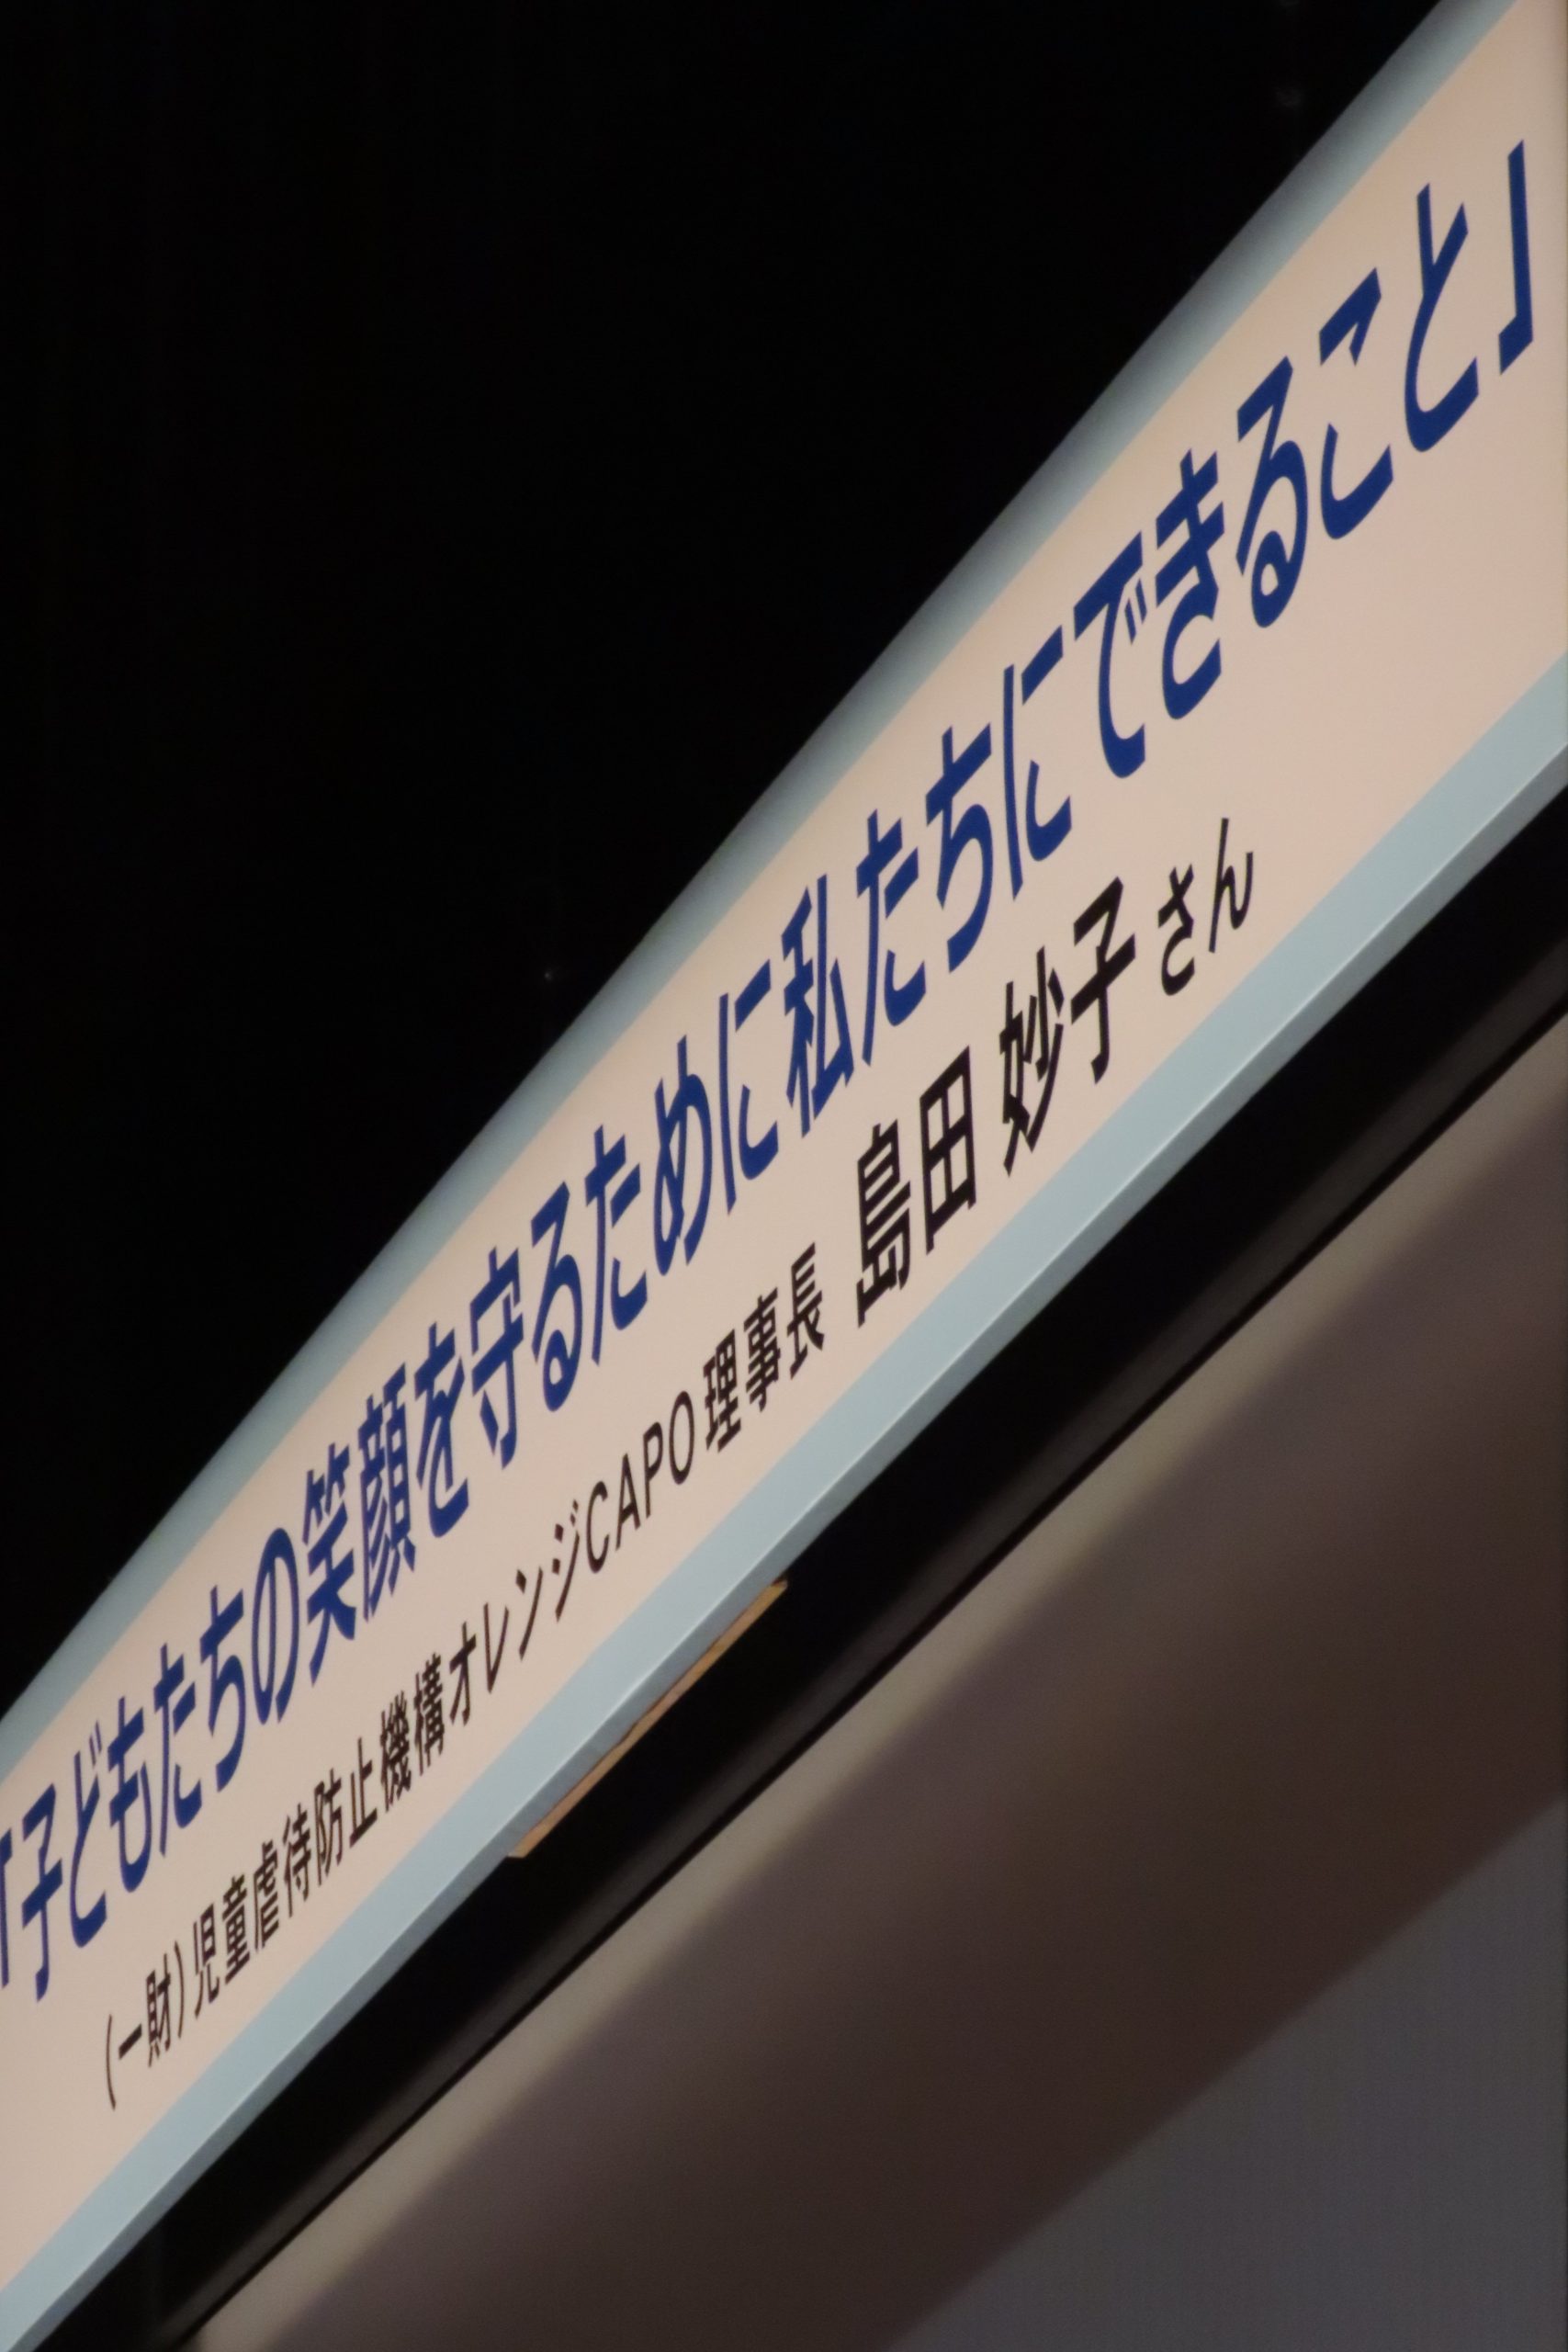 「子どもたちの笑顔を守るために私たちにできること」
(一財)児童虐待防止機構オレンジCAPO 理事長 島田 妙子 さん